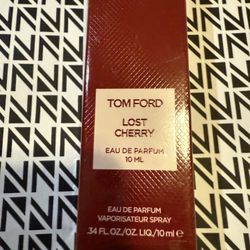 TOM FORD
LOST
CHERRY
EAU DE PARFUM
10 ML
EAU DE PARFUM
VAPORISATEUR SPRAY
.34 FL.OZ./OZ.LIQ./10 ml ℮